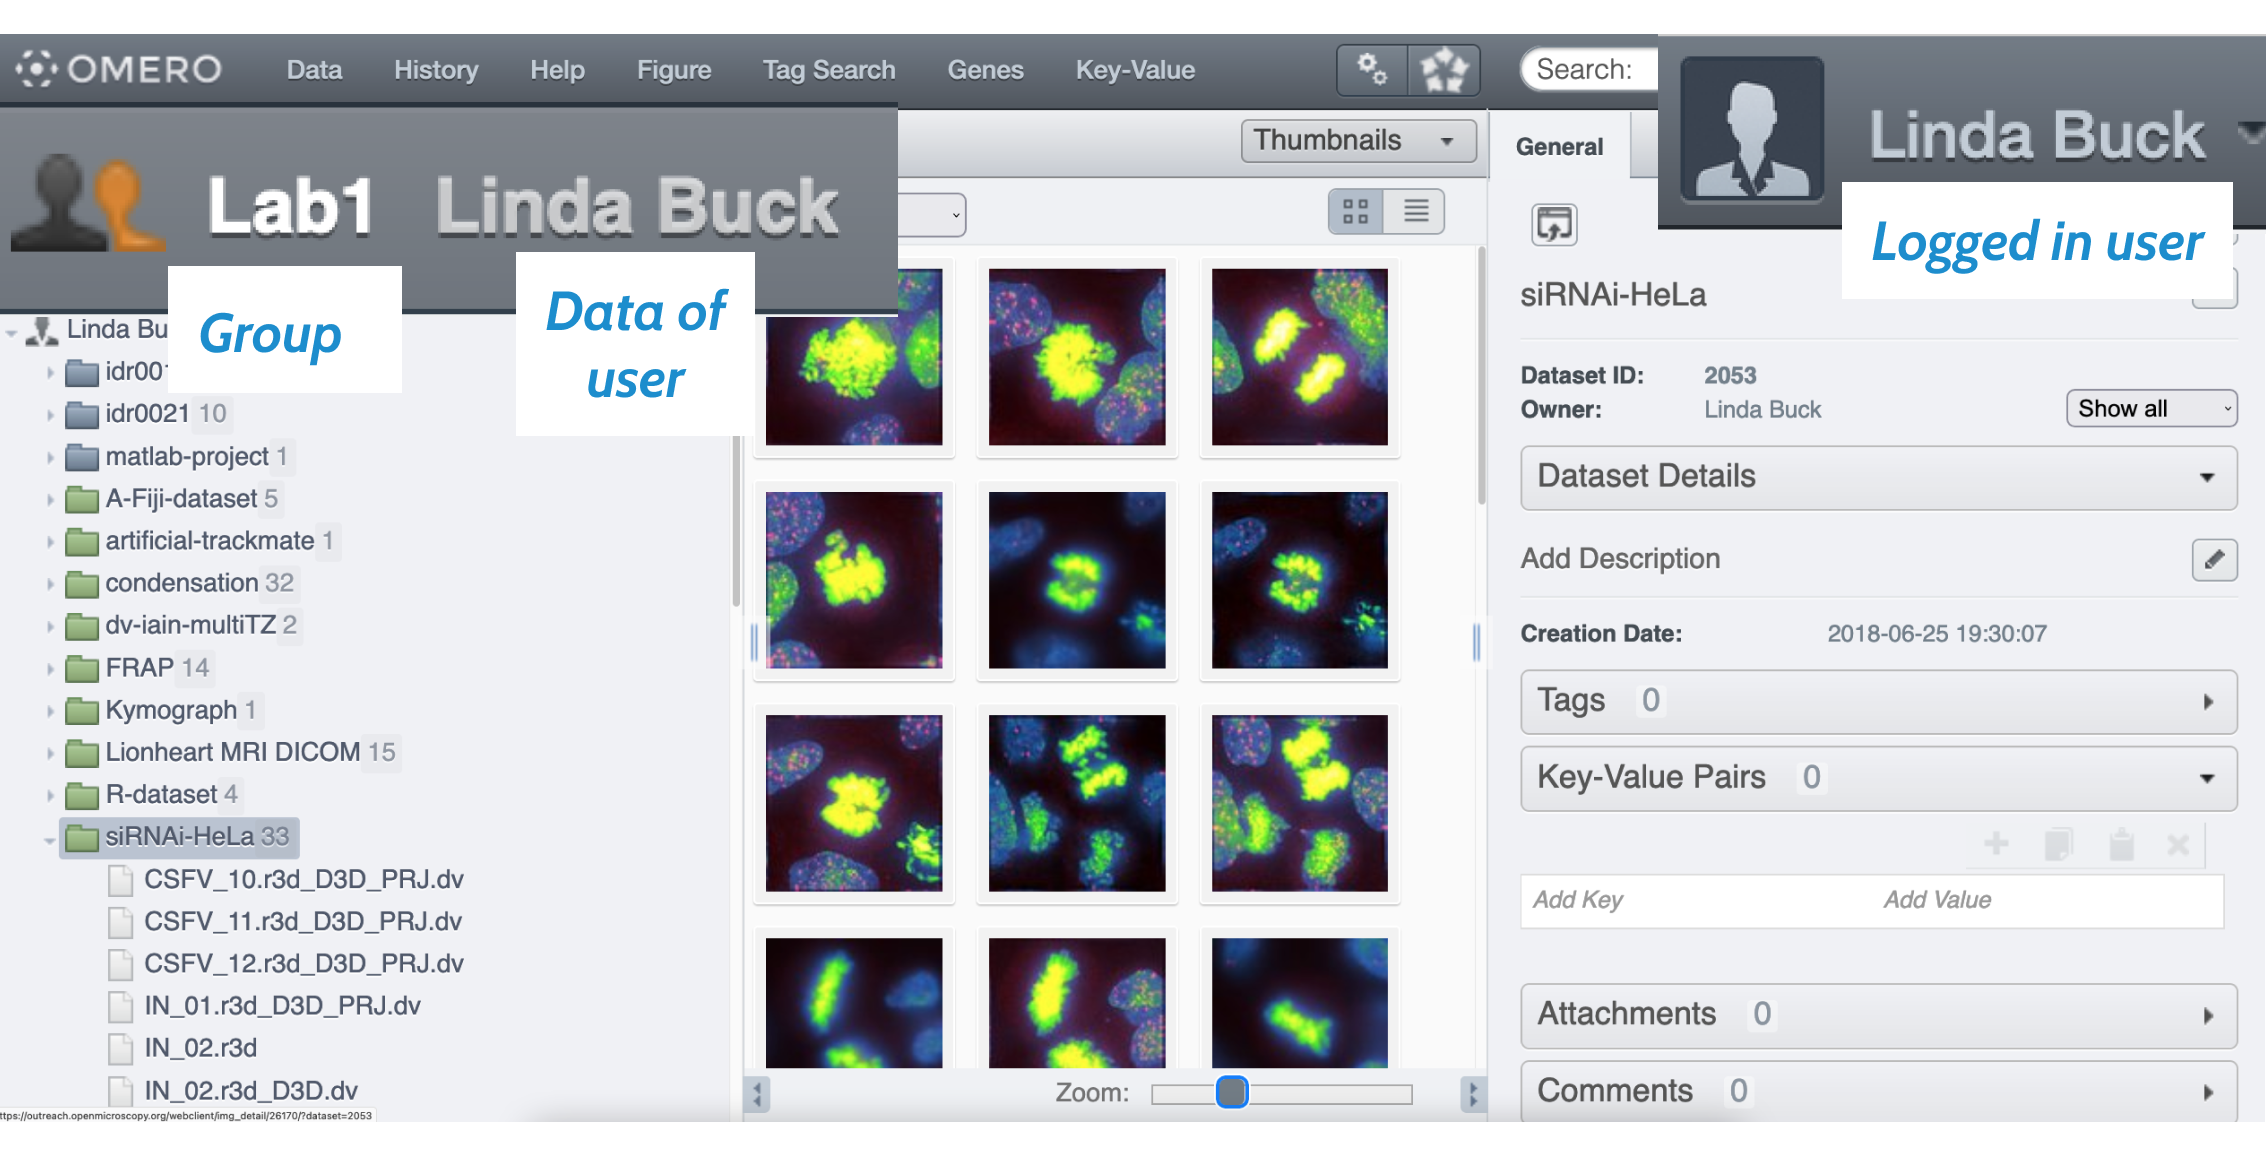 OMERO Data History Help Figure Tag Search Genes Key-Value Search:
Linda Buck
Logged in user
Lab1 Linda Buck
Group
Data of
user
Thumbnails
General
Linda Bu
idr00
idr0021 10
matlab-project 1
A-Fiji-dataset 5
artificial-trackmate 1
condensation 32
dv-iain-multiTZ 2
FRAP 14
Kymograph 1
Lionheart MRI DICOM 15
R-dataset 4
siRNAi-HeLa 33
CSFV_10.r3d_D3D_PRJ.dv
CSFV_11.r3d_D3D_PRJ.dv
CSFV_12.r3d_D3D_PRJ.dv
IN_01.r3d_D3D_PRJ.dv
IN_02.r3d
IN_02.r3d_D3D.dv
ttps://outreach.openmicroscopy.org/webclient/img_detail/26170/?dataset=2053
Zoom:
siRNAi-HeLa
Dataset ID: 2053
Owner: Linda Buck
Show all
Dataset Details
Add Description
Creation Date: 2018-06-25 19:30:07
Tags 0
Key-Value Pairs 0
Add Key Add Value
Attachments 0
Comments 0